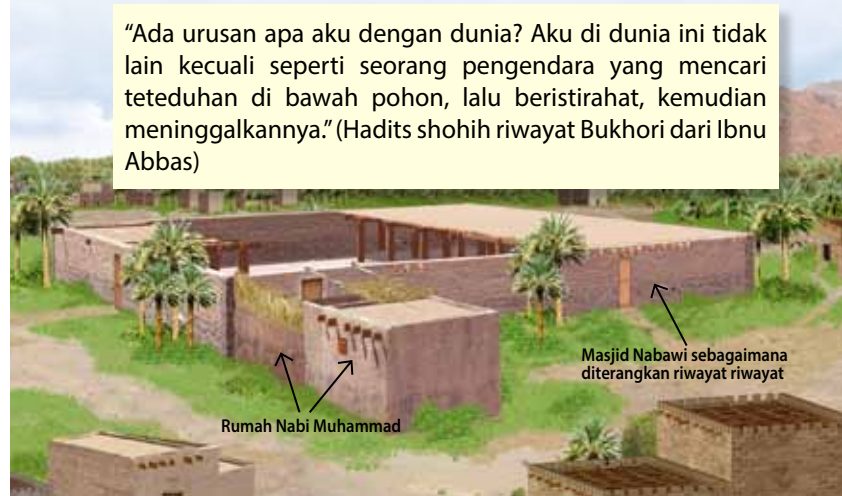 “Ada urusan apa aku dengan dunia? Aku di dunia ini tidak
lain kecuali seperti seorang pengendara yang mencari
teteduhan di bawah pohon, lalu beristirahat, kemudian
meninggalkannya.” (Hadits shohih riwayat Bukhori dari Ibnu
Abbas)
Masjid Nabawi sebagaimana
diterangkan riwayat riwayat
Rumah Nabi Muhammad